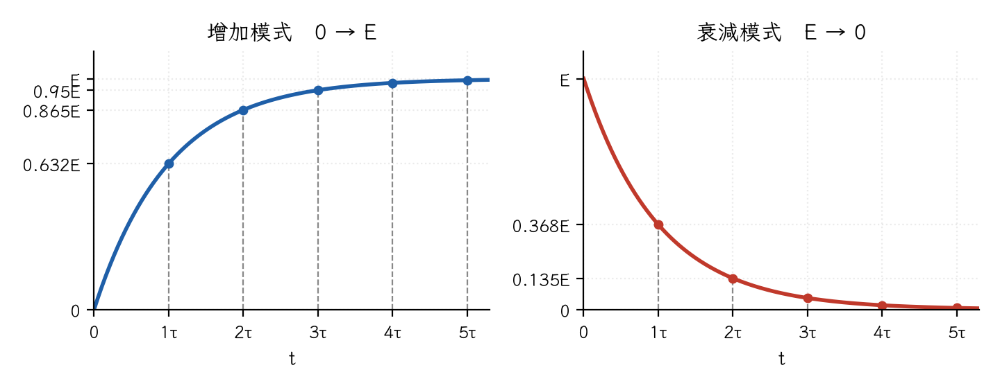 增加模式 0 → E
E
0.95E
0.865E
0.632E
0
0 1τ 2τ 3τ 4τ 5τ
t
衰減模式 E → 0
E
0.368E
0.135E
0
0 1τ 2τ 3τ 4τ 5τ
t